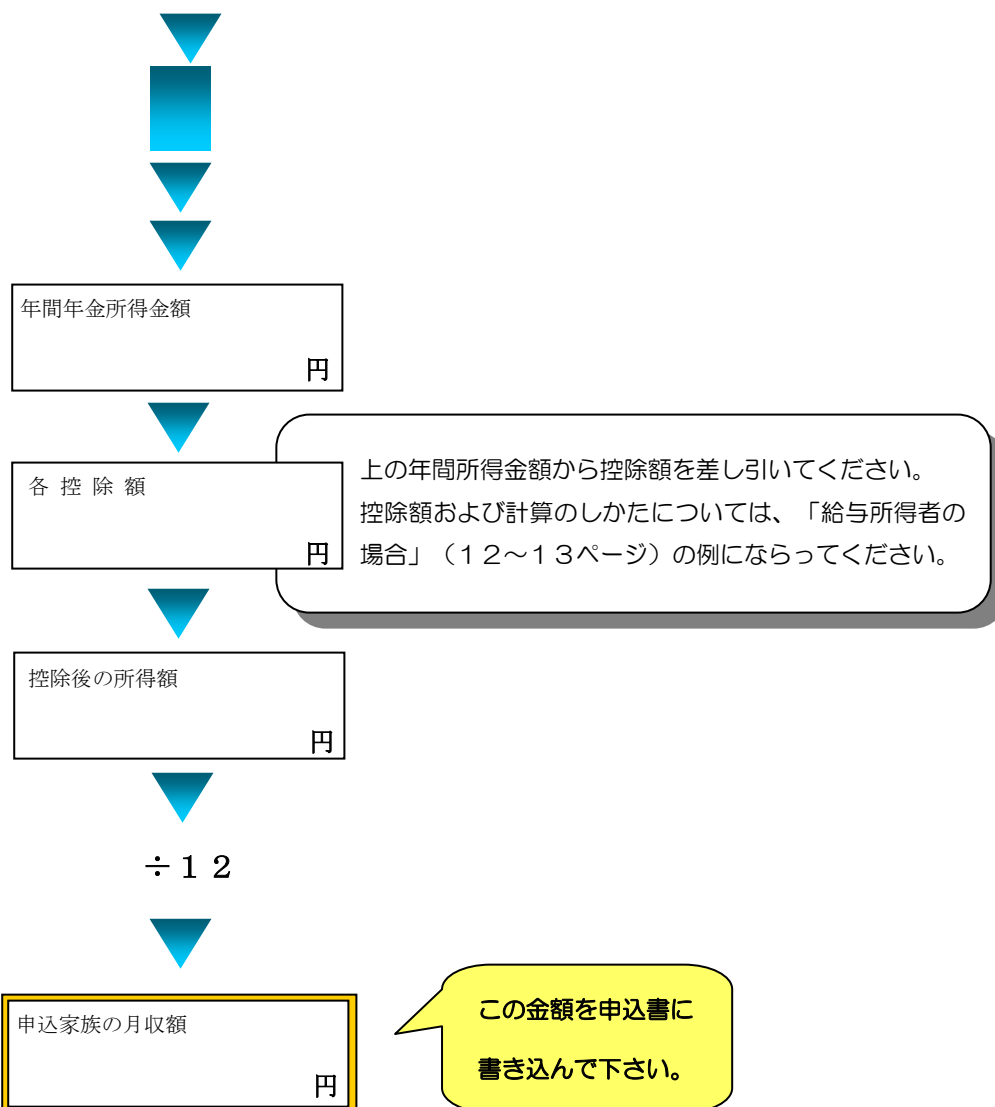 年間年金所得金額
円
各 控 除 額
円
上の年間所得金額から控除額を差し引いてください。
控除額および計算のしかたについては、「給与所得者の
場合」（１２～１３ページ）の例にならってください。
控除後の所得額
円
÷１２
申込家族の月収額
円
この金額を申込書に
書き込んで下さい。